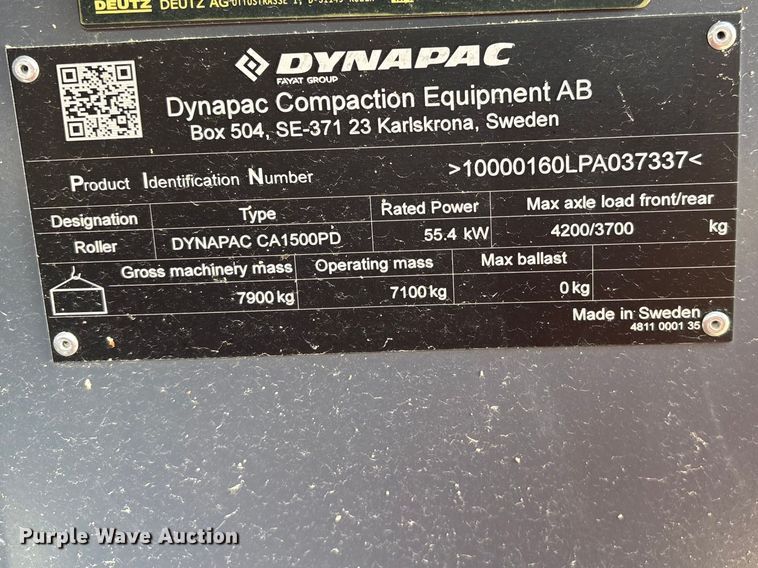 DEUTZ DEUTZ AG
DYNAPAC
FAYAT GROUP
Dynapac Compaction Equipment AB
Box 504, SE-371 23 Karlskrona, Sweden
Product Identification Number >10000160LPA037337<
Designation Type Rated Power Max axle load front/rear
Roller DYNAPAC CA1500PD 55.4 kW 4200/3700 kg
Gross machinery mass Operating mass Max ballast
7900 kg 7100 kg 0 kg
Made in Sweden
4811 0001 35
Purple Wave Auction